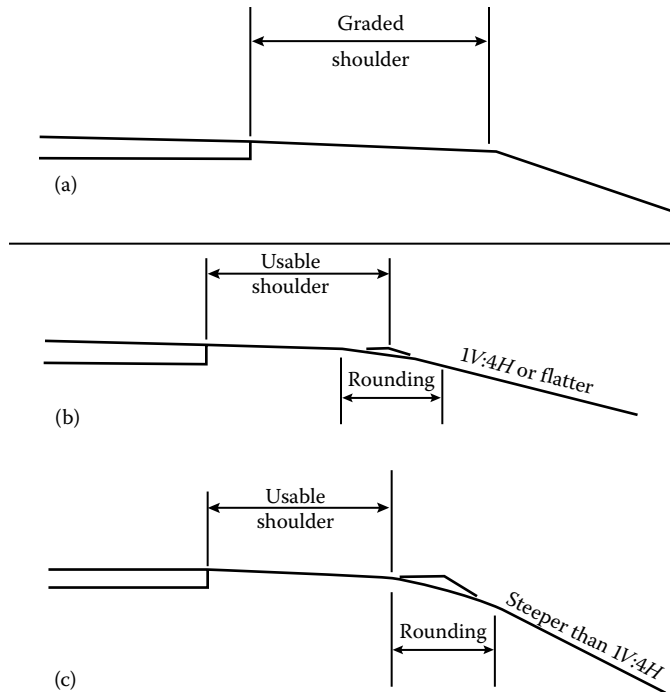 Graded
shoulder
(a)
Usable
shoulder
1V:4H or flatter
Rounding
(b)
Usable
shoulder
Steeper than 1V:4H
Rounding
(c)